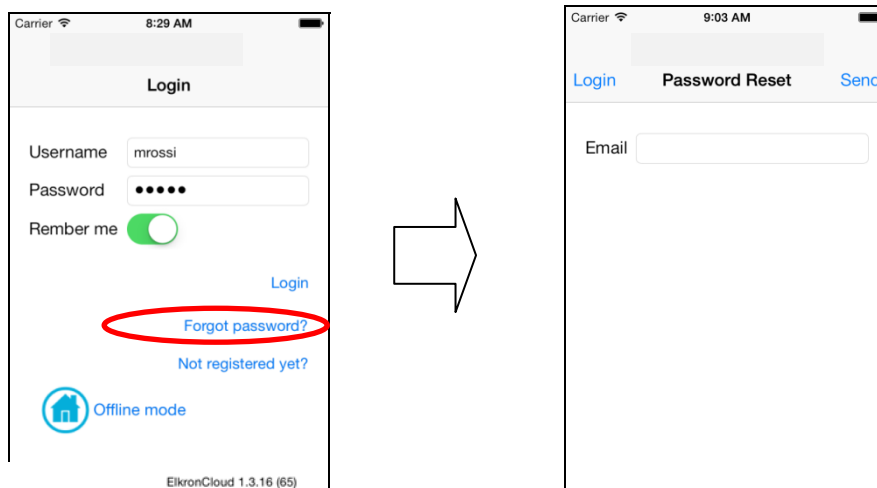 Carrier 8:29 AM
Login
Username mrossi
Password •••••
Rember me
Login
Forgot password?
Not registered yet?
Offline mode
ElkronCloud 1.3.16 (65)
Carrier 9:03 AM
Login Password Reset Send
Email